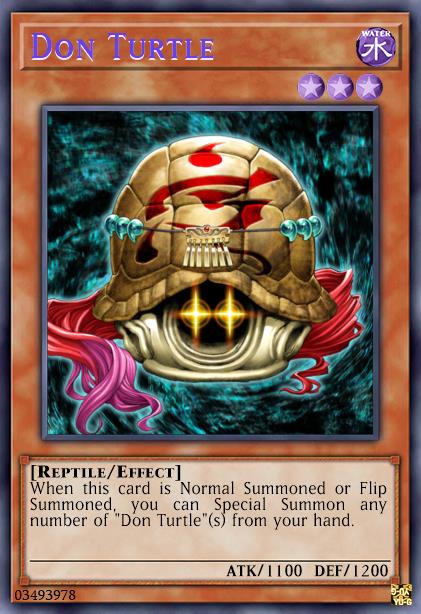 Don Turtle
WATER
水
[Reptile/Effect]
When this card is Normal Summoned or Flip
Summoned, you can Special Summon any
number of "Don Turtle"(s) from your hand.
ATK/1100 DEF/1200
03493978